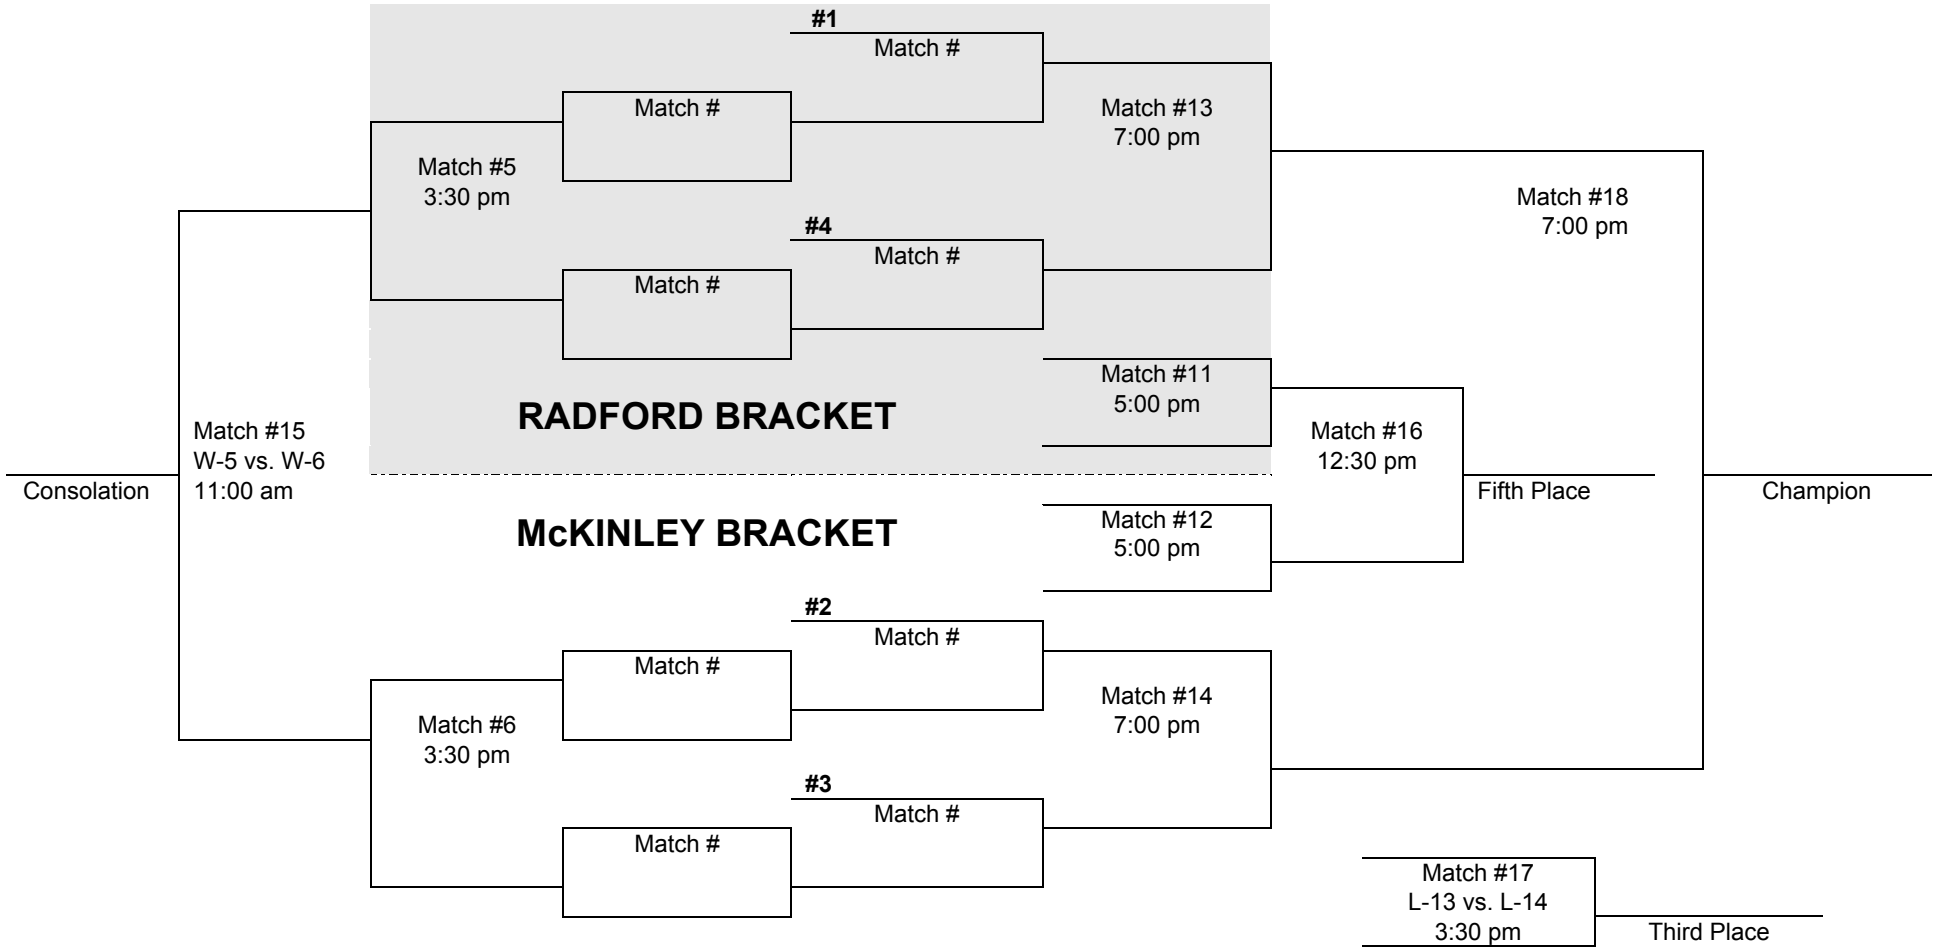 #1
Match #
Match #
Match #13
7:00 pm
Match #5
3:30 pm
Match #18
7:00 pm
#4
Match #
Match #
Match #11
5:00 pm
RADFORD BRACKET
Match #15
W-5 vs. W-6
11:00 am
Match #16
12:30 pm
Consolation
Fifth Place
Champion
McKINLEY BRACKET
Match #12
5:00 pm
#2
Match #
Match #
Match #14
7:00 pm
Match #6
3:30 pm
#3
Match #
Match #
Match #17
L-13 vs. L-14
3:30 pm
Third Place